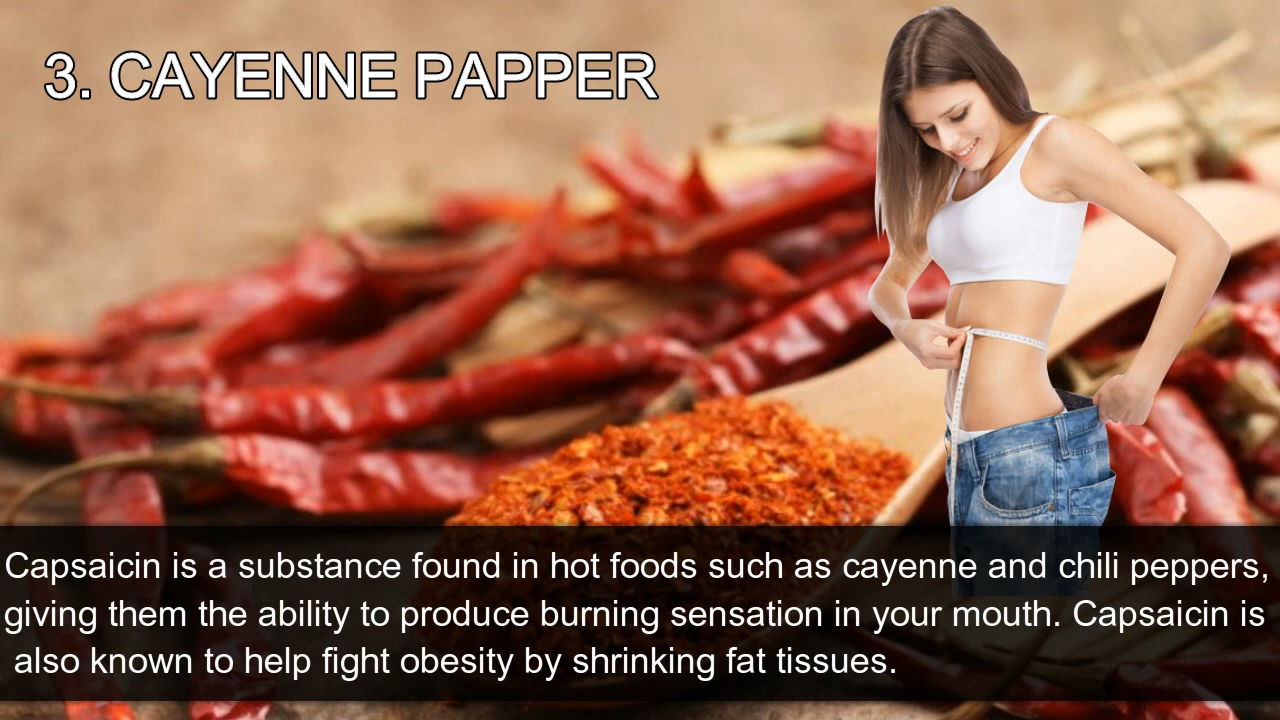 3. CAYENNE PAPPER
Capsaicin is a substance found in hot foods such as cayenne and chili peppers,
giving them the ability to produce burning sensation in your mouth. Capsaicin is
also known to help fight obesity by shrinking fat tissues.